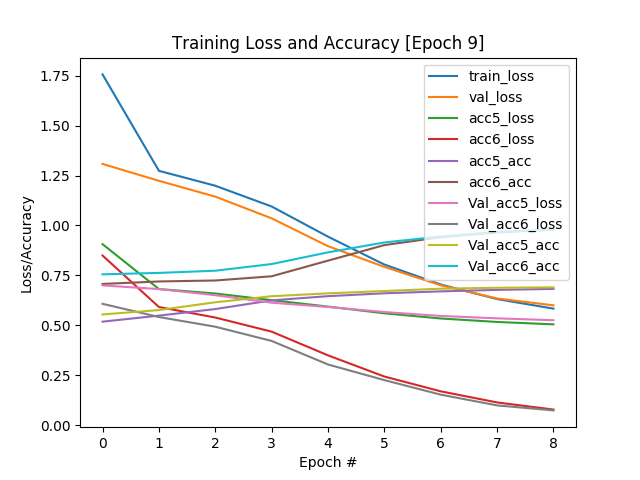 Training Loss and Accuracy [Epoch 9]
train_loss
val_loss
acc5_loss
acc6_loss
acc5_acc
acc6_acc
Val_acc5_loss
Val_acc6_loss
Val_acc5_acc
Val_acc6_acc
1.75
1.50
1.25
1.00
0.75
0.50
0.25
0.00
Loss/Accuracy
0 1 2 3 4 5 6 7 8
Epoch #